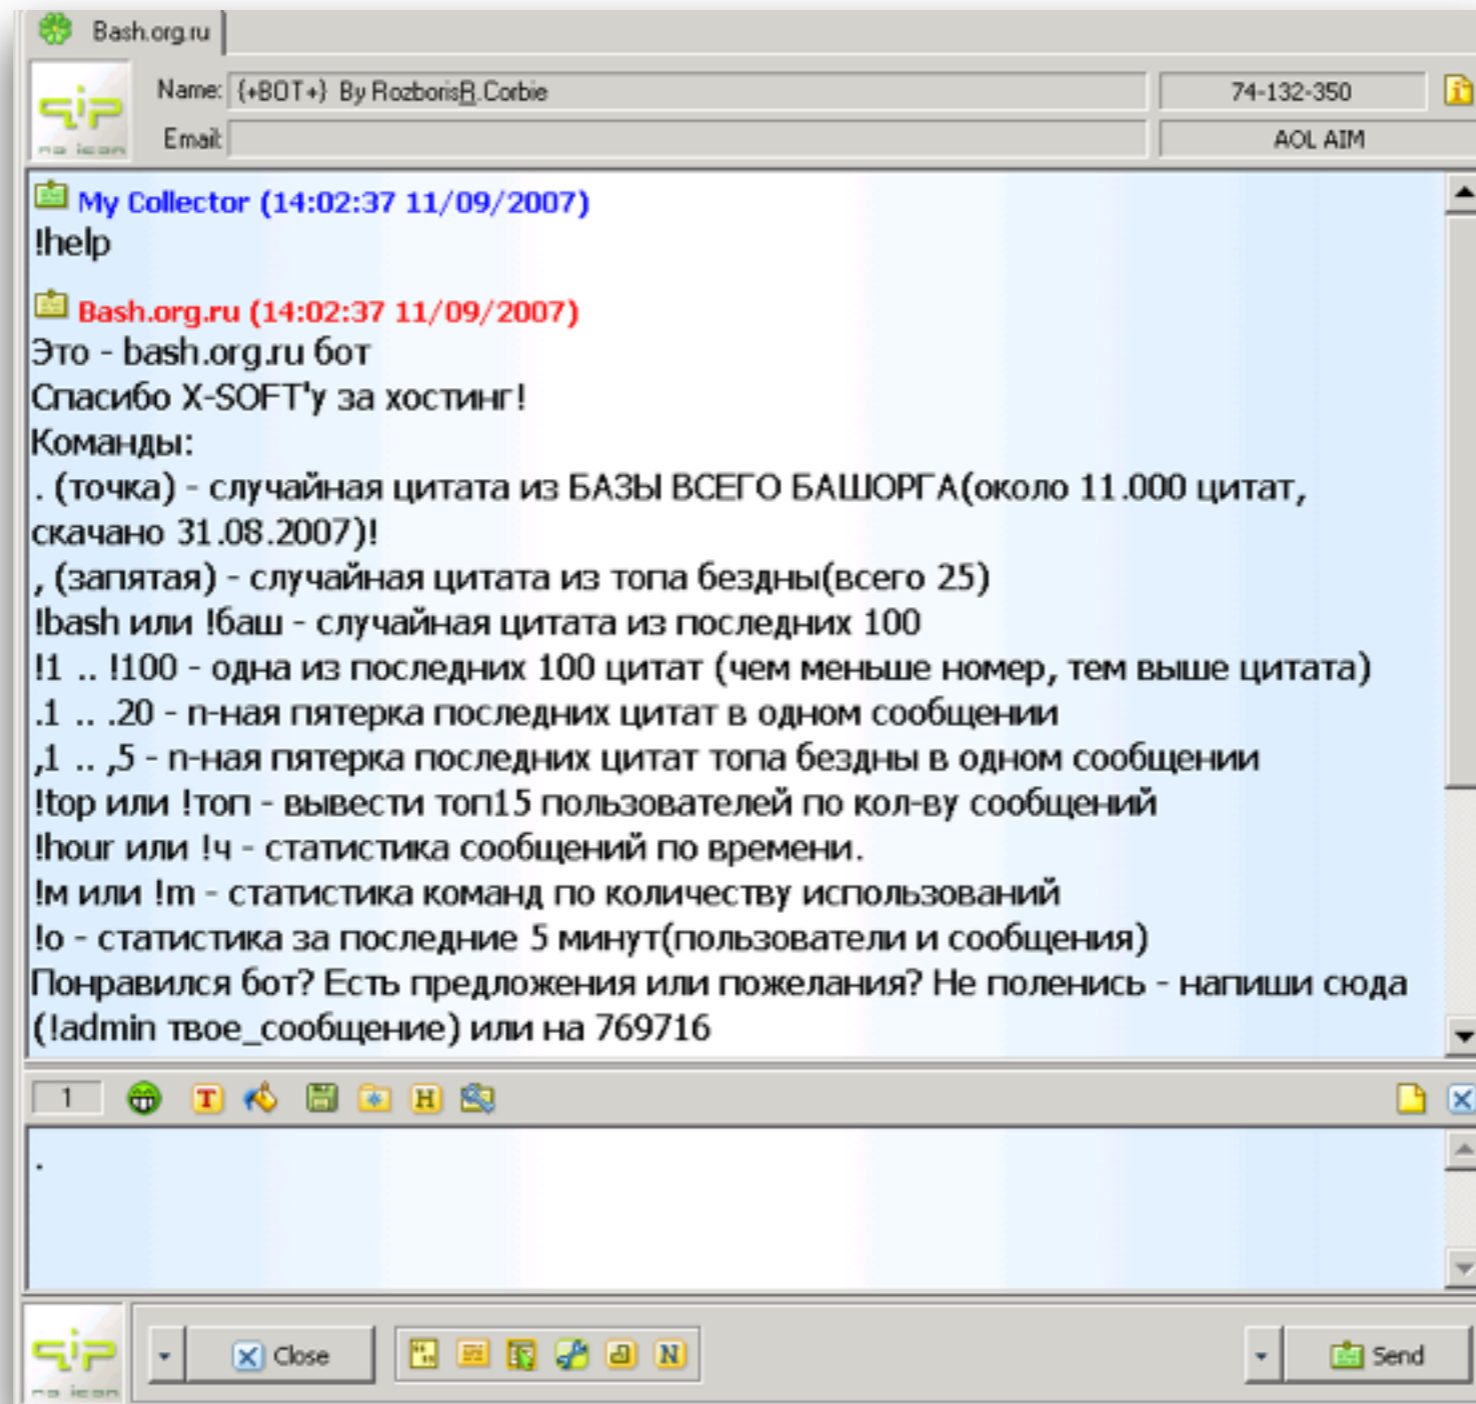 Bash.org.ru
Name: {+BOT+} By RozborisR.Corbie
74-132-350
qip
no icon
Email:
AOL AIM
My Collector (14:02:37 11/09/2007)
!help
Bash.org.ru (14:02:37 11/09/2007)
Это - bash.org.ru бот
Спасибо X-SOFT'у за хостинг!
Команды:
. (точка) - случайная цитата из БАЗЫ ВСЕГО БАШОРГА(около 11.000 цитат,
скачано 31.08.2007)!
, (запятая) - случайная цитата из топа бездны(всего 25)
!bash или !баш - случайная цитата из последних 100
!1 .. !100 - одна из последних 100 цитат (чем меньше номер, тем выше цитата)
.1 .. .20 - n-ная пятерка последних цитат в одном сообщении
,1 .. ,5 - n-ная пятерка последних цитат топа бездны в одном сообщении
!top или !топ - вывести топ15 пользователей по кол-ву сообщений
!hour или !ч - статистика сообщений по времени.
!м или !m - статистика команд по количеству использований
!o - статистика за последние 5 минут(пользователи и сообщения)
Понравился бот? Есть предложения или пожелания? Не поленись - напиши сюда
(!admin твое_сообщение) или на 769716
1
T
H
.
qip
no icon
Close
N
Send